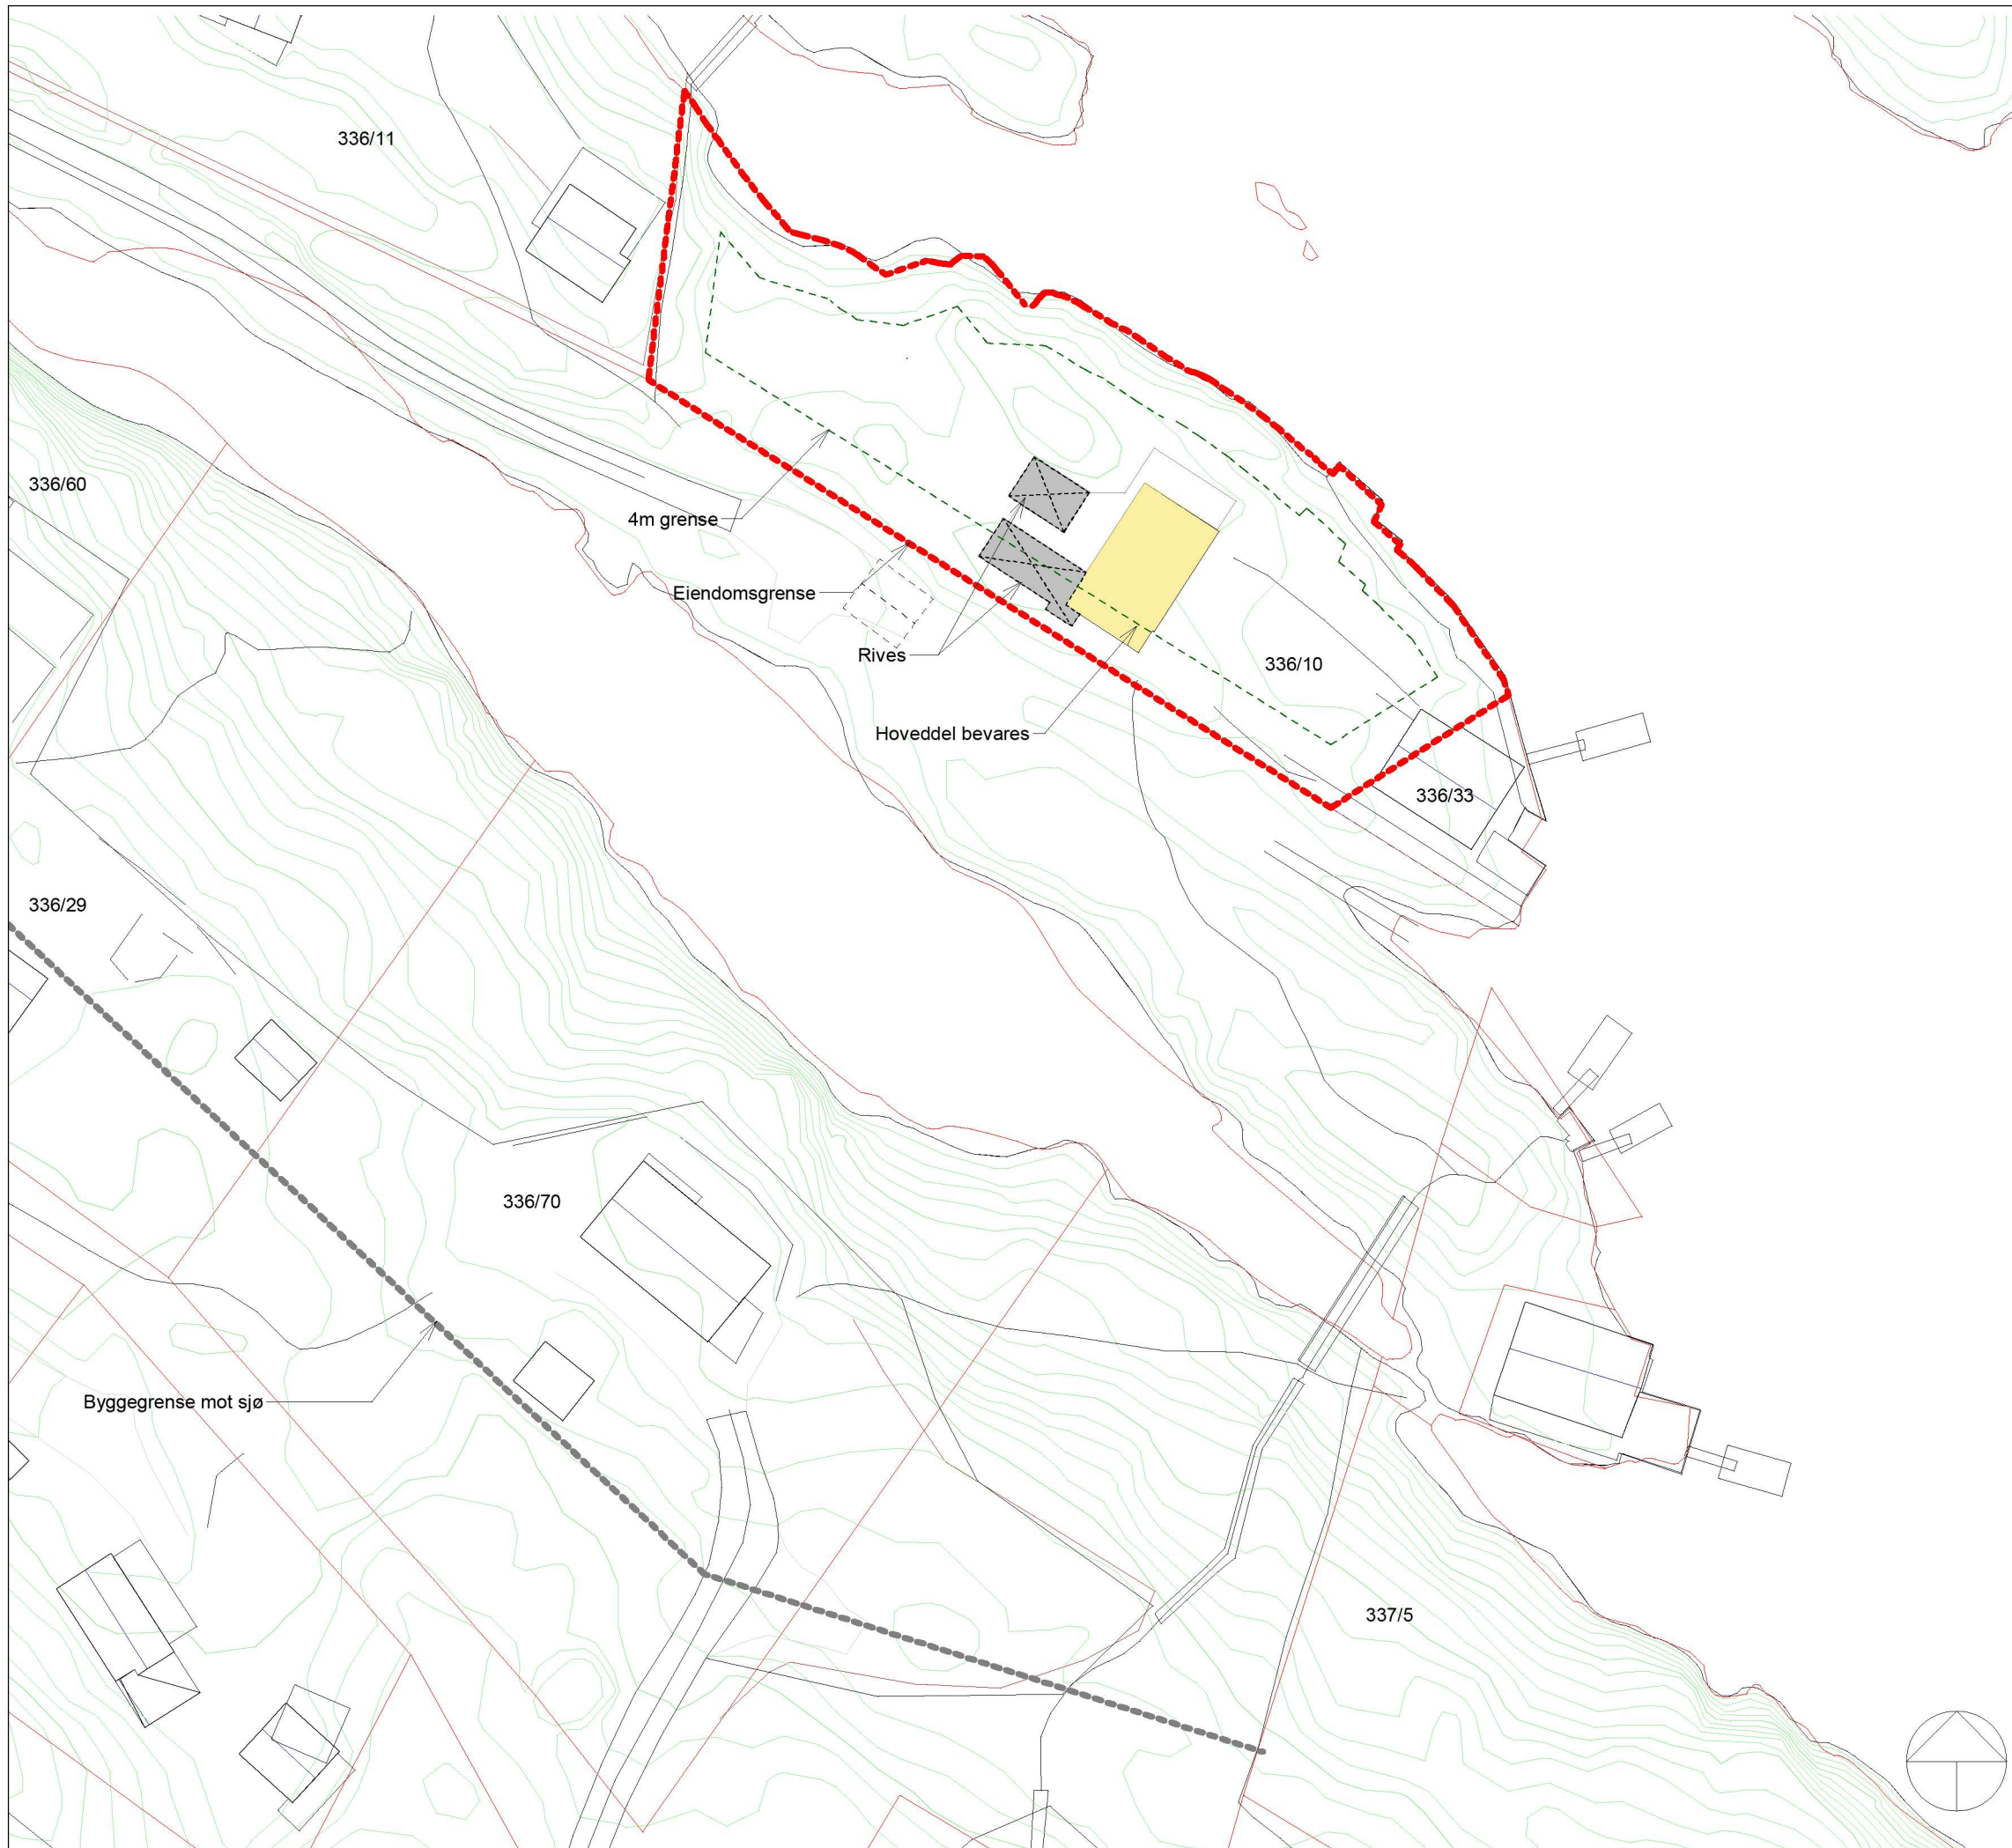 336/11
336/60
4m grense
Eiendomsgrense
Rives
336/10
Hoveddel bevares
336/33
336/29
336/70
Byggegrense mot sjø
337/5